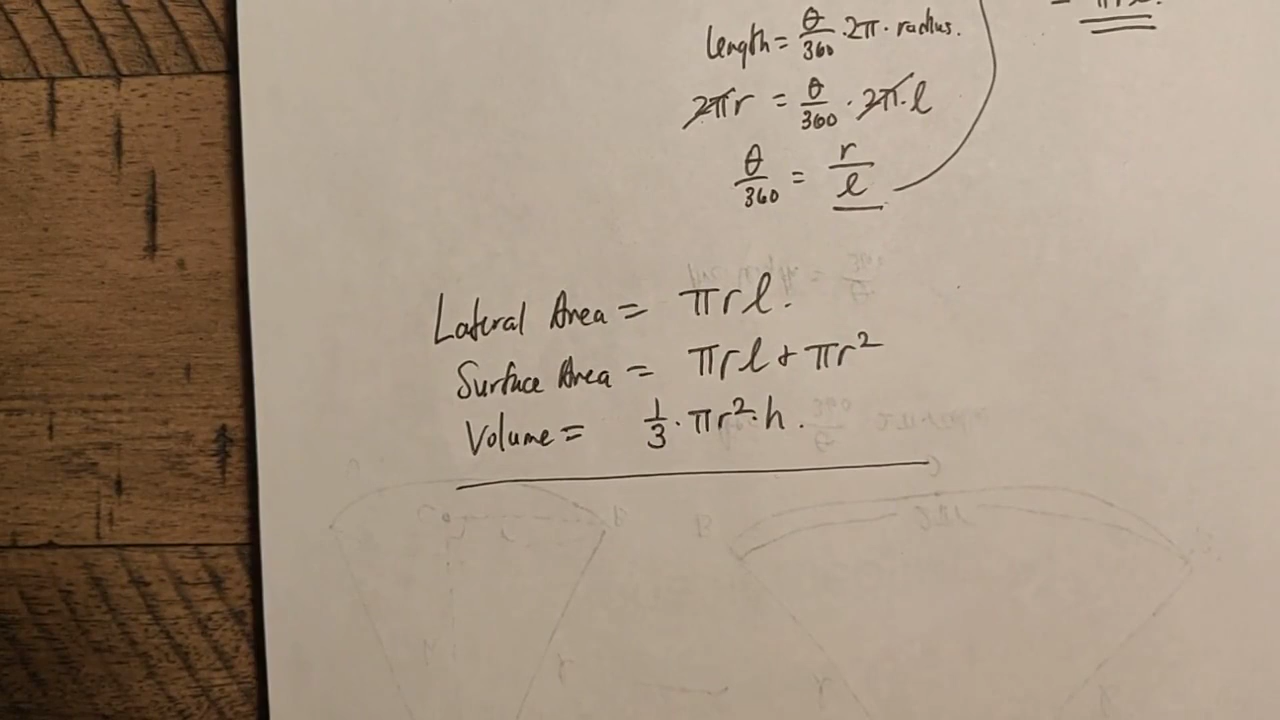 = πrl.
length = θ/360 · 2π · radius.
2πr = θ/360 · 2π · l
θ/360 = r/l
Lateral Area = πrl.
Surface Area = πrl + πr²
Volume = 1/3 · πr² · h.